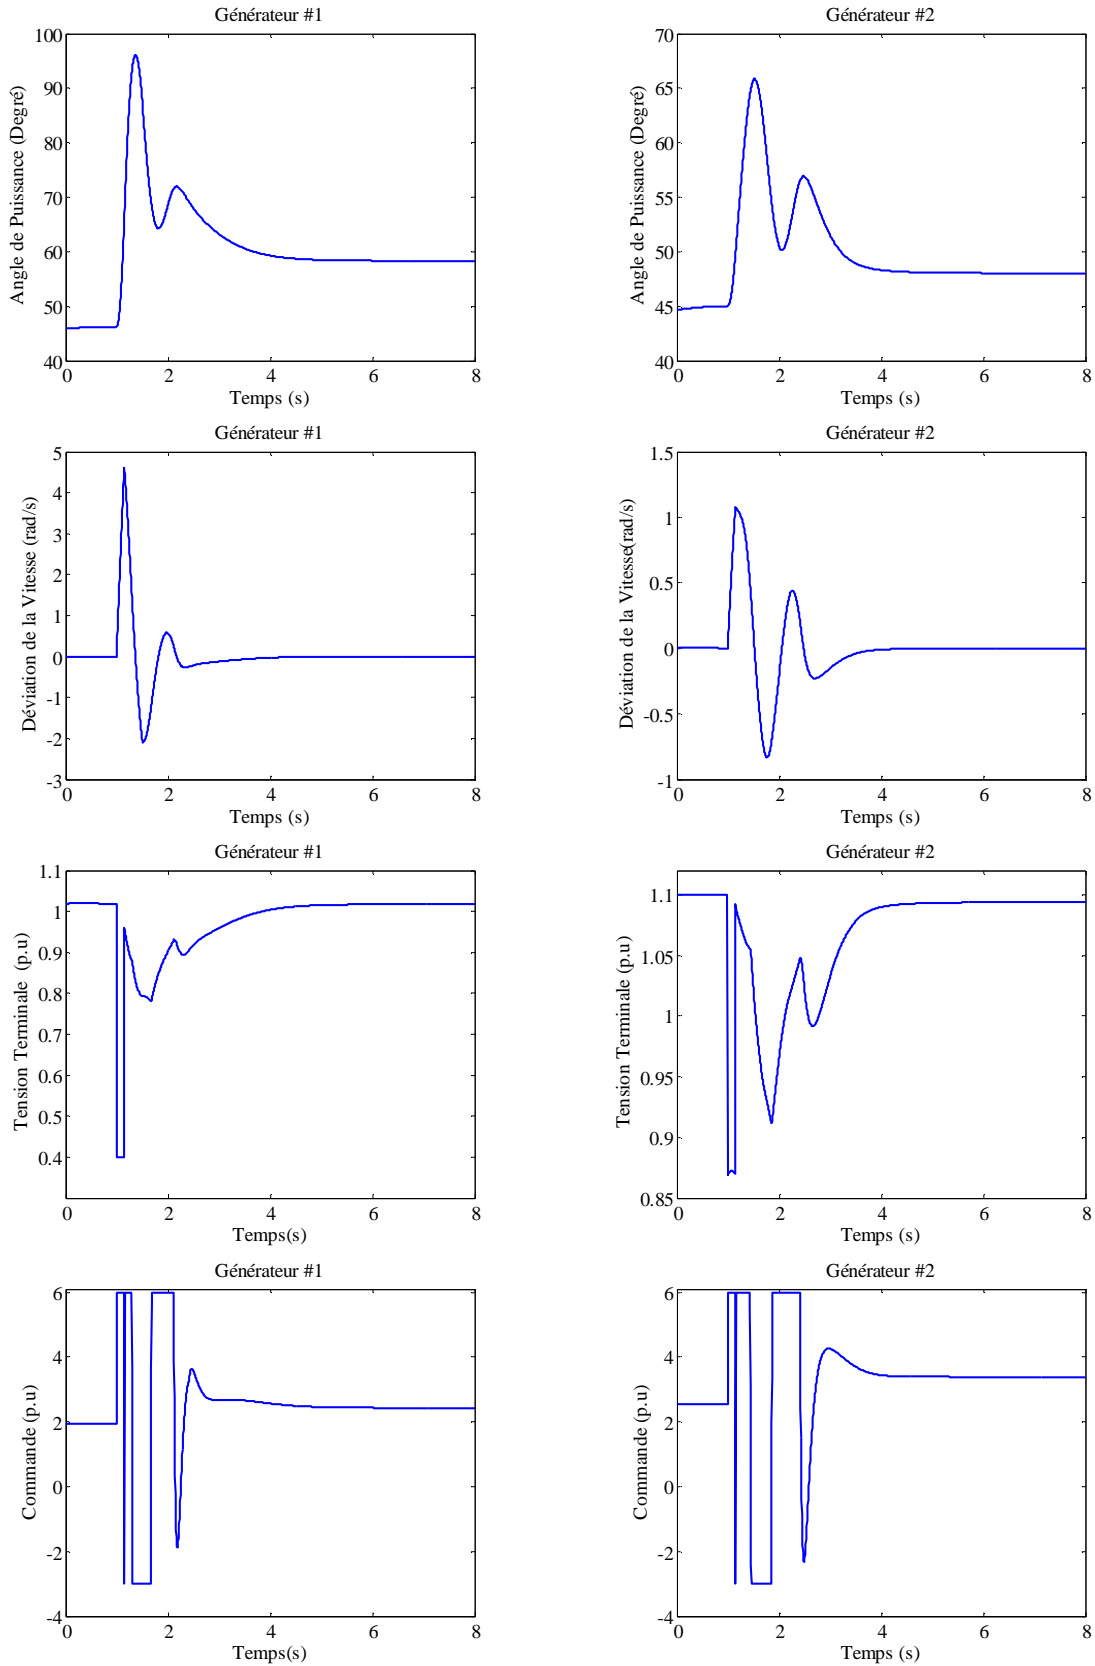 Générateur #1
100
90
80
70
60
50
40
Angle de Puissance (Degré)
0 2 4 6 8
Temps (s)
Générateur #2
70
65
60
55
50
45
40
Angle de Puissance (Degré)
0 2 4 6 8
Temps (s)
Générateur #1
5
4
3
2
1
0
-1
-2
-3
Déviation de la Vitesse (rad/s)
0 2 4 6 8
Temps (s)
Générateur #2
1.5
1
0.5
0
-0.5
-1
Déviation de la Vitesse(rad/s)
0 2 4 6 8
Temps (s)
Générateur #1
1.1
1
0.9
0.8
0.7
0.6
0.5
0.4
Tension Terminale (p.u)
0 2 4 6 8
Temps(s)
Générateur #2
1.1
1.05
1
0.95
0.9
0.85
Tension Terminale (p.u)
0 2 4 6 8
Temps (s)
Générateur #1
6
4
2
0
-2
-4
Commande (p.u)
0 2 4 6 8
Temps(s)
Générateur #2
6
4
2
0
-2
-4
Commande (p.u)
0 2 4 6 8
Temps (s)